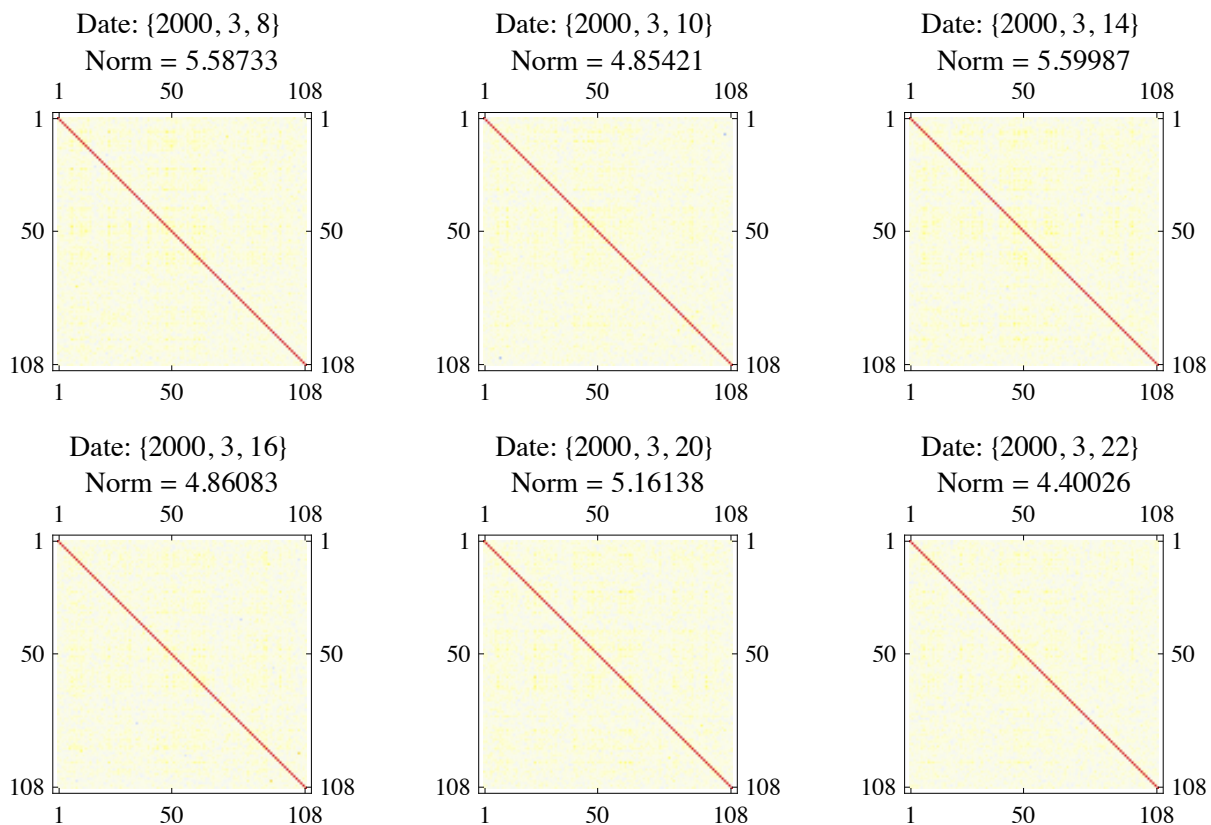 Date: {2000, 3, 8}
Norm = 5.58733
1 50 108
1 1
50 50
108 108
1 50 108
Date: {2000, 3, 10}
Norm = 4.85421
1 50 108
1 1
50 50
108 108
1 50 108
Date: {2000, 3, 14}
Norm = 5.59987
1 50 108
1 1
50 50
108 108
1 50 108
Date: {2000, 3, 16}
Norm = 4.86083
1 50 108
1 1
50 50
108 108
1 50 108
Date: {2000, 3, 20}
Norm = 5.16138
1 50 108
1 1
50 50
108 108
1 50 108
Date: {2000, 3, 22}
Norm = 4.40026
1 50 108
1 1
50 50
108 108
1 50 108